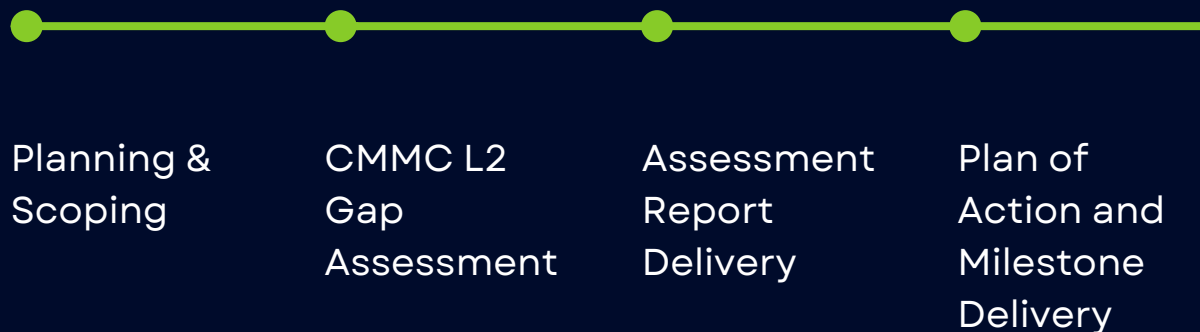 Planning &
Scoping
CMMC L2
Gap
Assessment
Assessment
Report
Delivery
Plan of
Action and
Milestone
Delivery